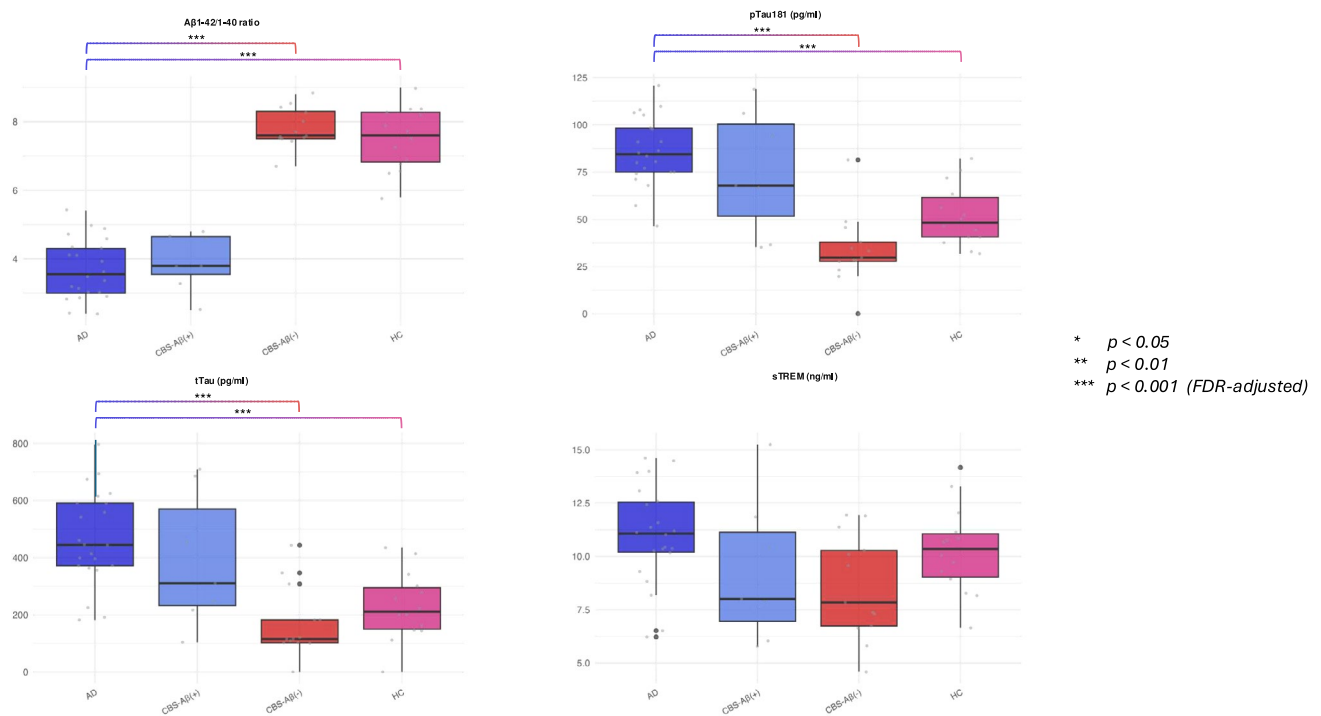 Aβ1-42/1-40 ratio
***
***
8
6
4
AD
CBS-Aβ(+)
CBS-Aβ(-)
HC
pTau181 (pg/ml)
***
***
125
100
75
50
25
0
AD
CBS-Aβ(+)
CBS-Aβ(-)
HC
* p < 0.05
** p < 0.01
*** p < 0.001 (FDR-adjusted)
tTau (pg/ml)
***
***
800
600
400
200
0
AD
CBS-Aβ(+)
CBS-Aβ(-)
HC
sTREM (ng/ml)
15.0
12.5
10.0
7.5
5.0
AD
CBS-Aβ(+)
CBS-Aβ(-)
HC